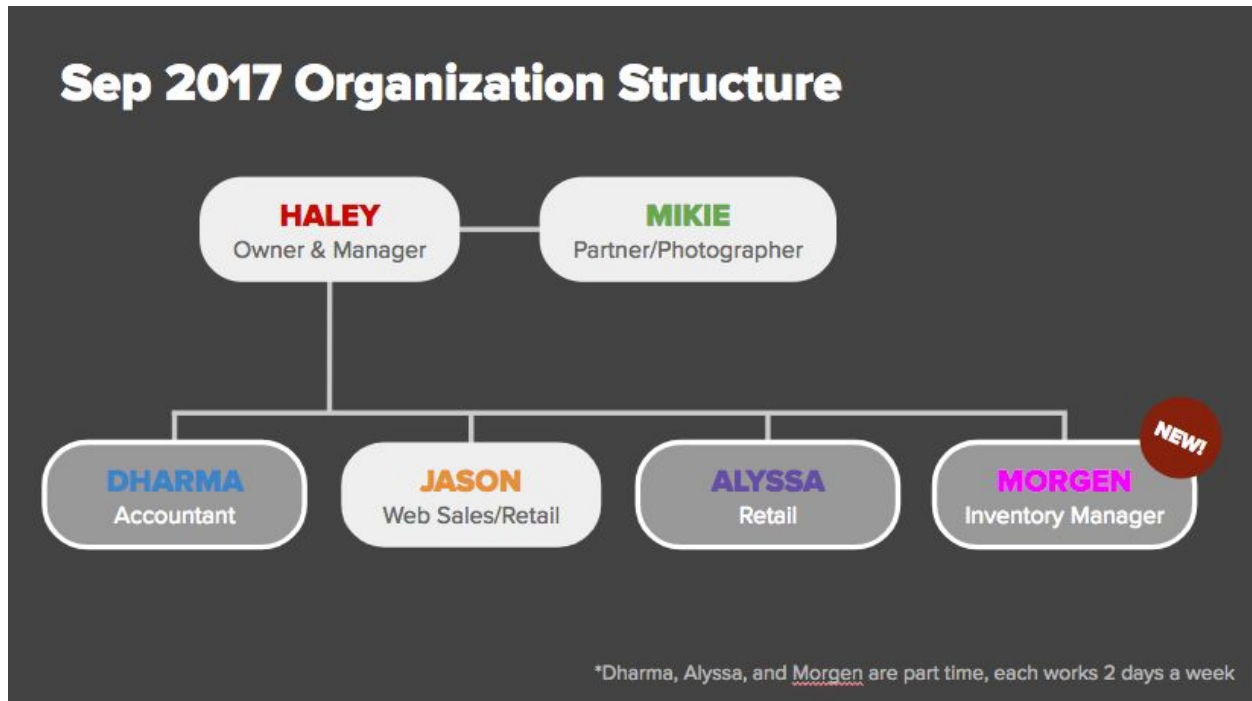 Sep 2017 Organization Structure
HALEY
Owner & Manager
MIKIE
Partner/Photographer
DHARMA
Accountant
JASON
Web Sales/Retail
ALYSSA
Retail
MORGEN
Inventory Manager
NEW!
*Dharma, Alyssa, and Morgen are part time, each works 2 days a week